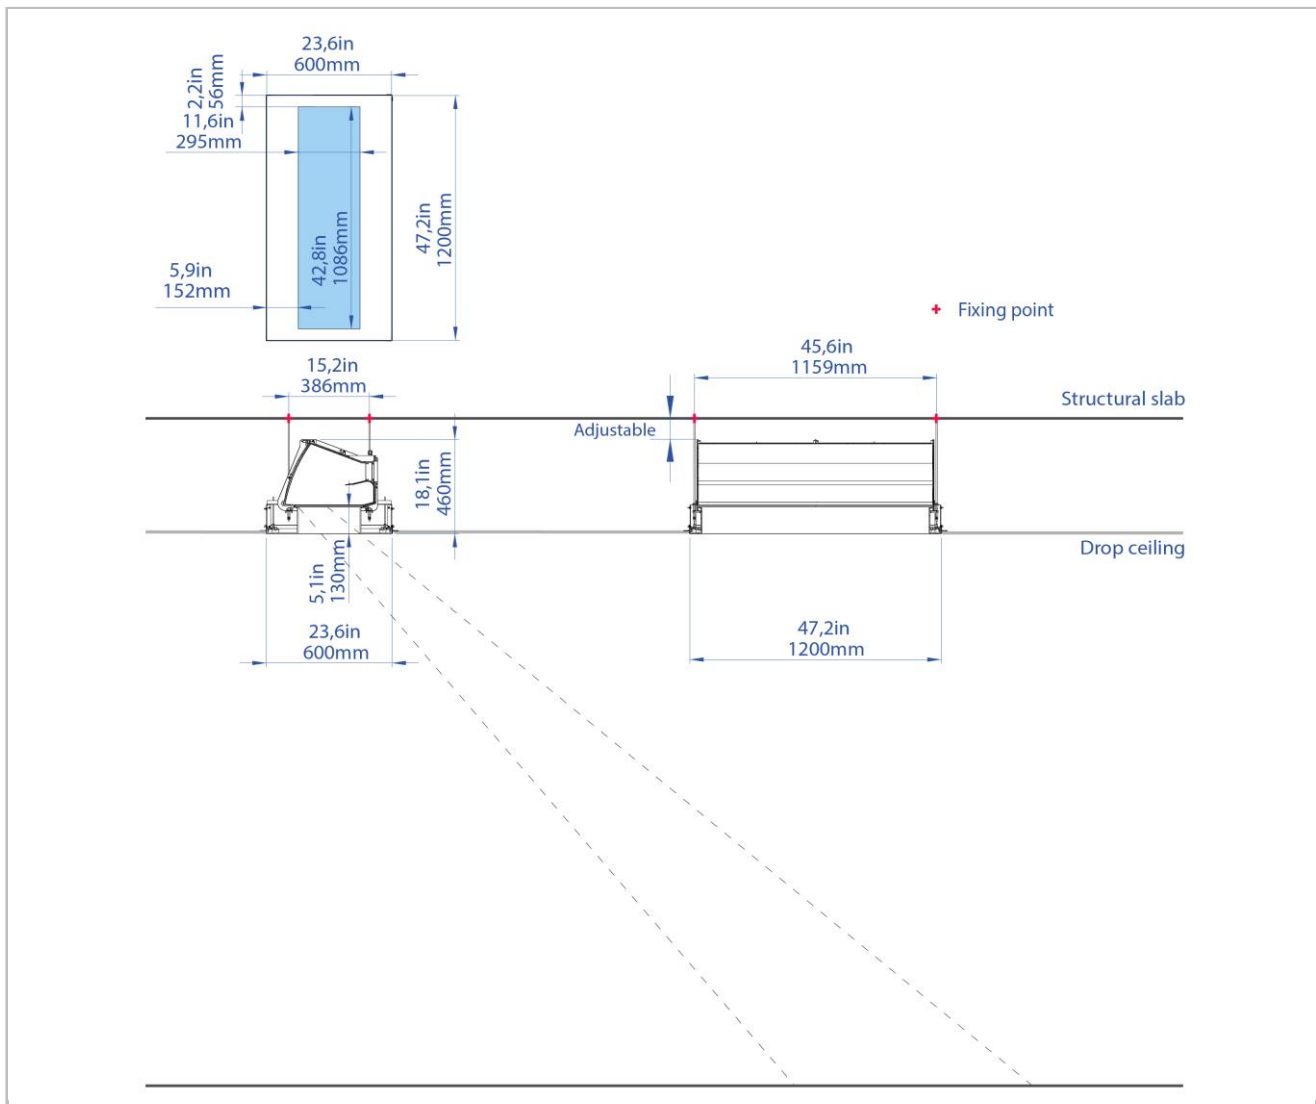 23,6in
600mm
2,2in
56mm
11,6in
295mm
42,8in
1086mm
47,2in
1200mm
5,9in
152mm
Fixing point
15,2in
386mm
45,6in
1159mm
Structural slab
Adjustable
18,1in
460mm
Drop ceiling
5,1in
130mm
23,6in
600mm
47,2in
1200mm